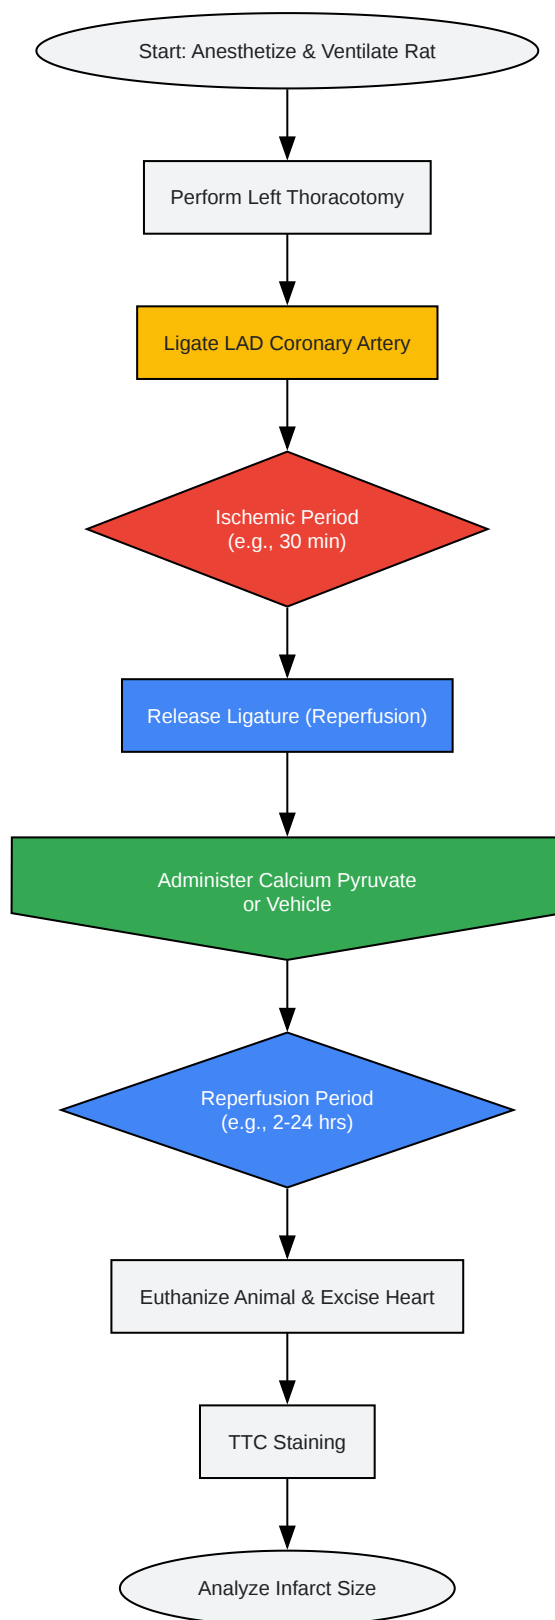 Start: Anesthetize & Ventilate Rat
Perform Left Thoracotomy
Ligate LAD Coronary Artery
Ischemic Period
(e.g., 30 min)
Release Ligature (Reperfusion)
Administer Calcium Pyruvate
or Vehicle
Reperfusion Period
(e.g., 2-24 hrs)
Euthanize Animal & Excise Heart
TTC Staining
Analyze Infarct Size